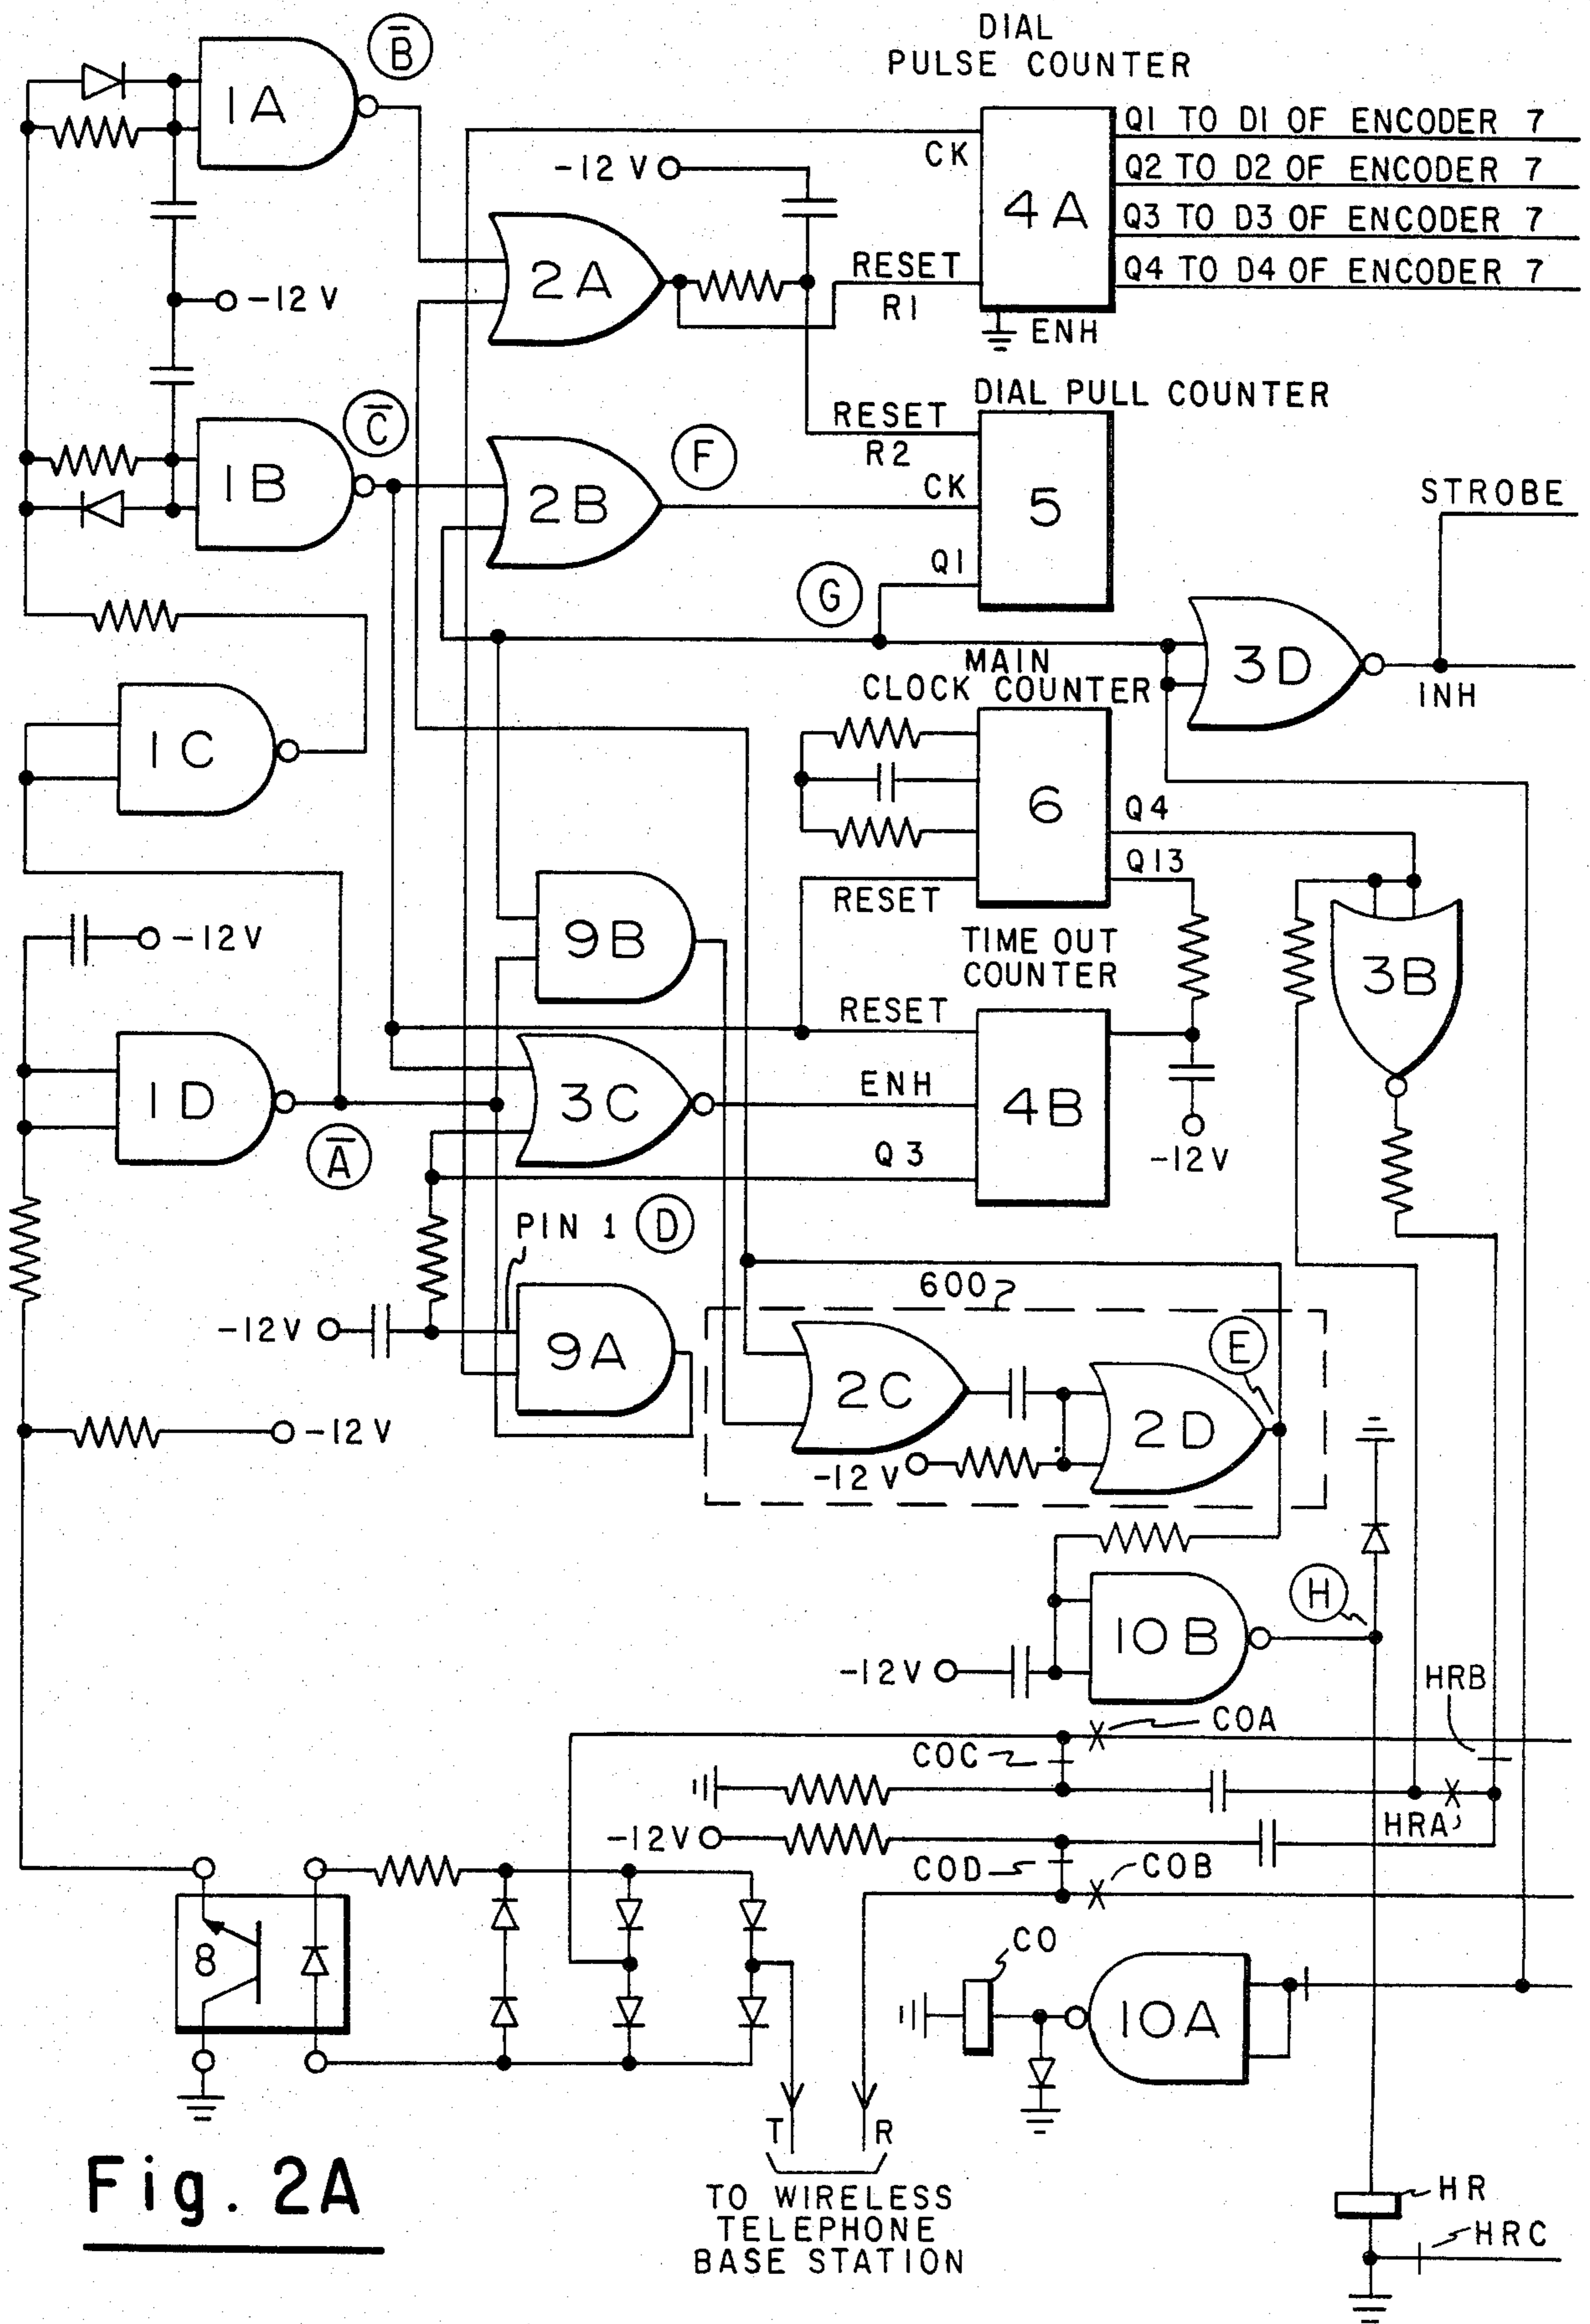 DIAL
PULSE COUNTER
B̅
1A
Q1 TO D1 OF ENCODER 7
CK
-12 V
Q2 TO D2 OF ENCODER 7
4A
Q3 TO D3 OF ENCODER 7
2A
RESET
Q4 TO D4 OF ENCODER 7
-12 V
R1
ENH
DIAL PULL COUNTER
C̅
RESET
R2
F
1B
2B
CK
5
STROBE
Q1
G
3D
MAIN
CLOCK COUNTER
INH
1C
6
Q4
Q13
RESET
-12V
9B
TIME OUT
COUNTER
3B
RESET
1D
3C
ENH
4B
A̅
Q3
-12V
PIN 1
D
600
-12V
9A
E
2C
2D
-12 V
-12 V
H
10B
-12V
HRB
COA
COC
-12V
HRA
COD
COB
CO
8
10A
T
R
HR
Fig. 2A
TO WIRELESS
TELEPHONE
BASE STATION
HRC